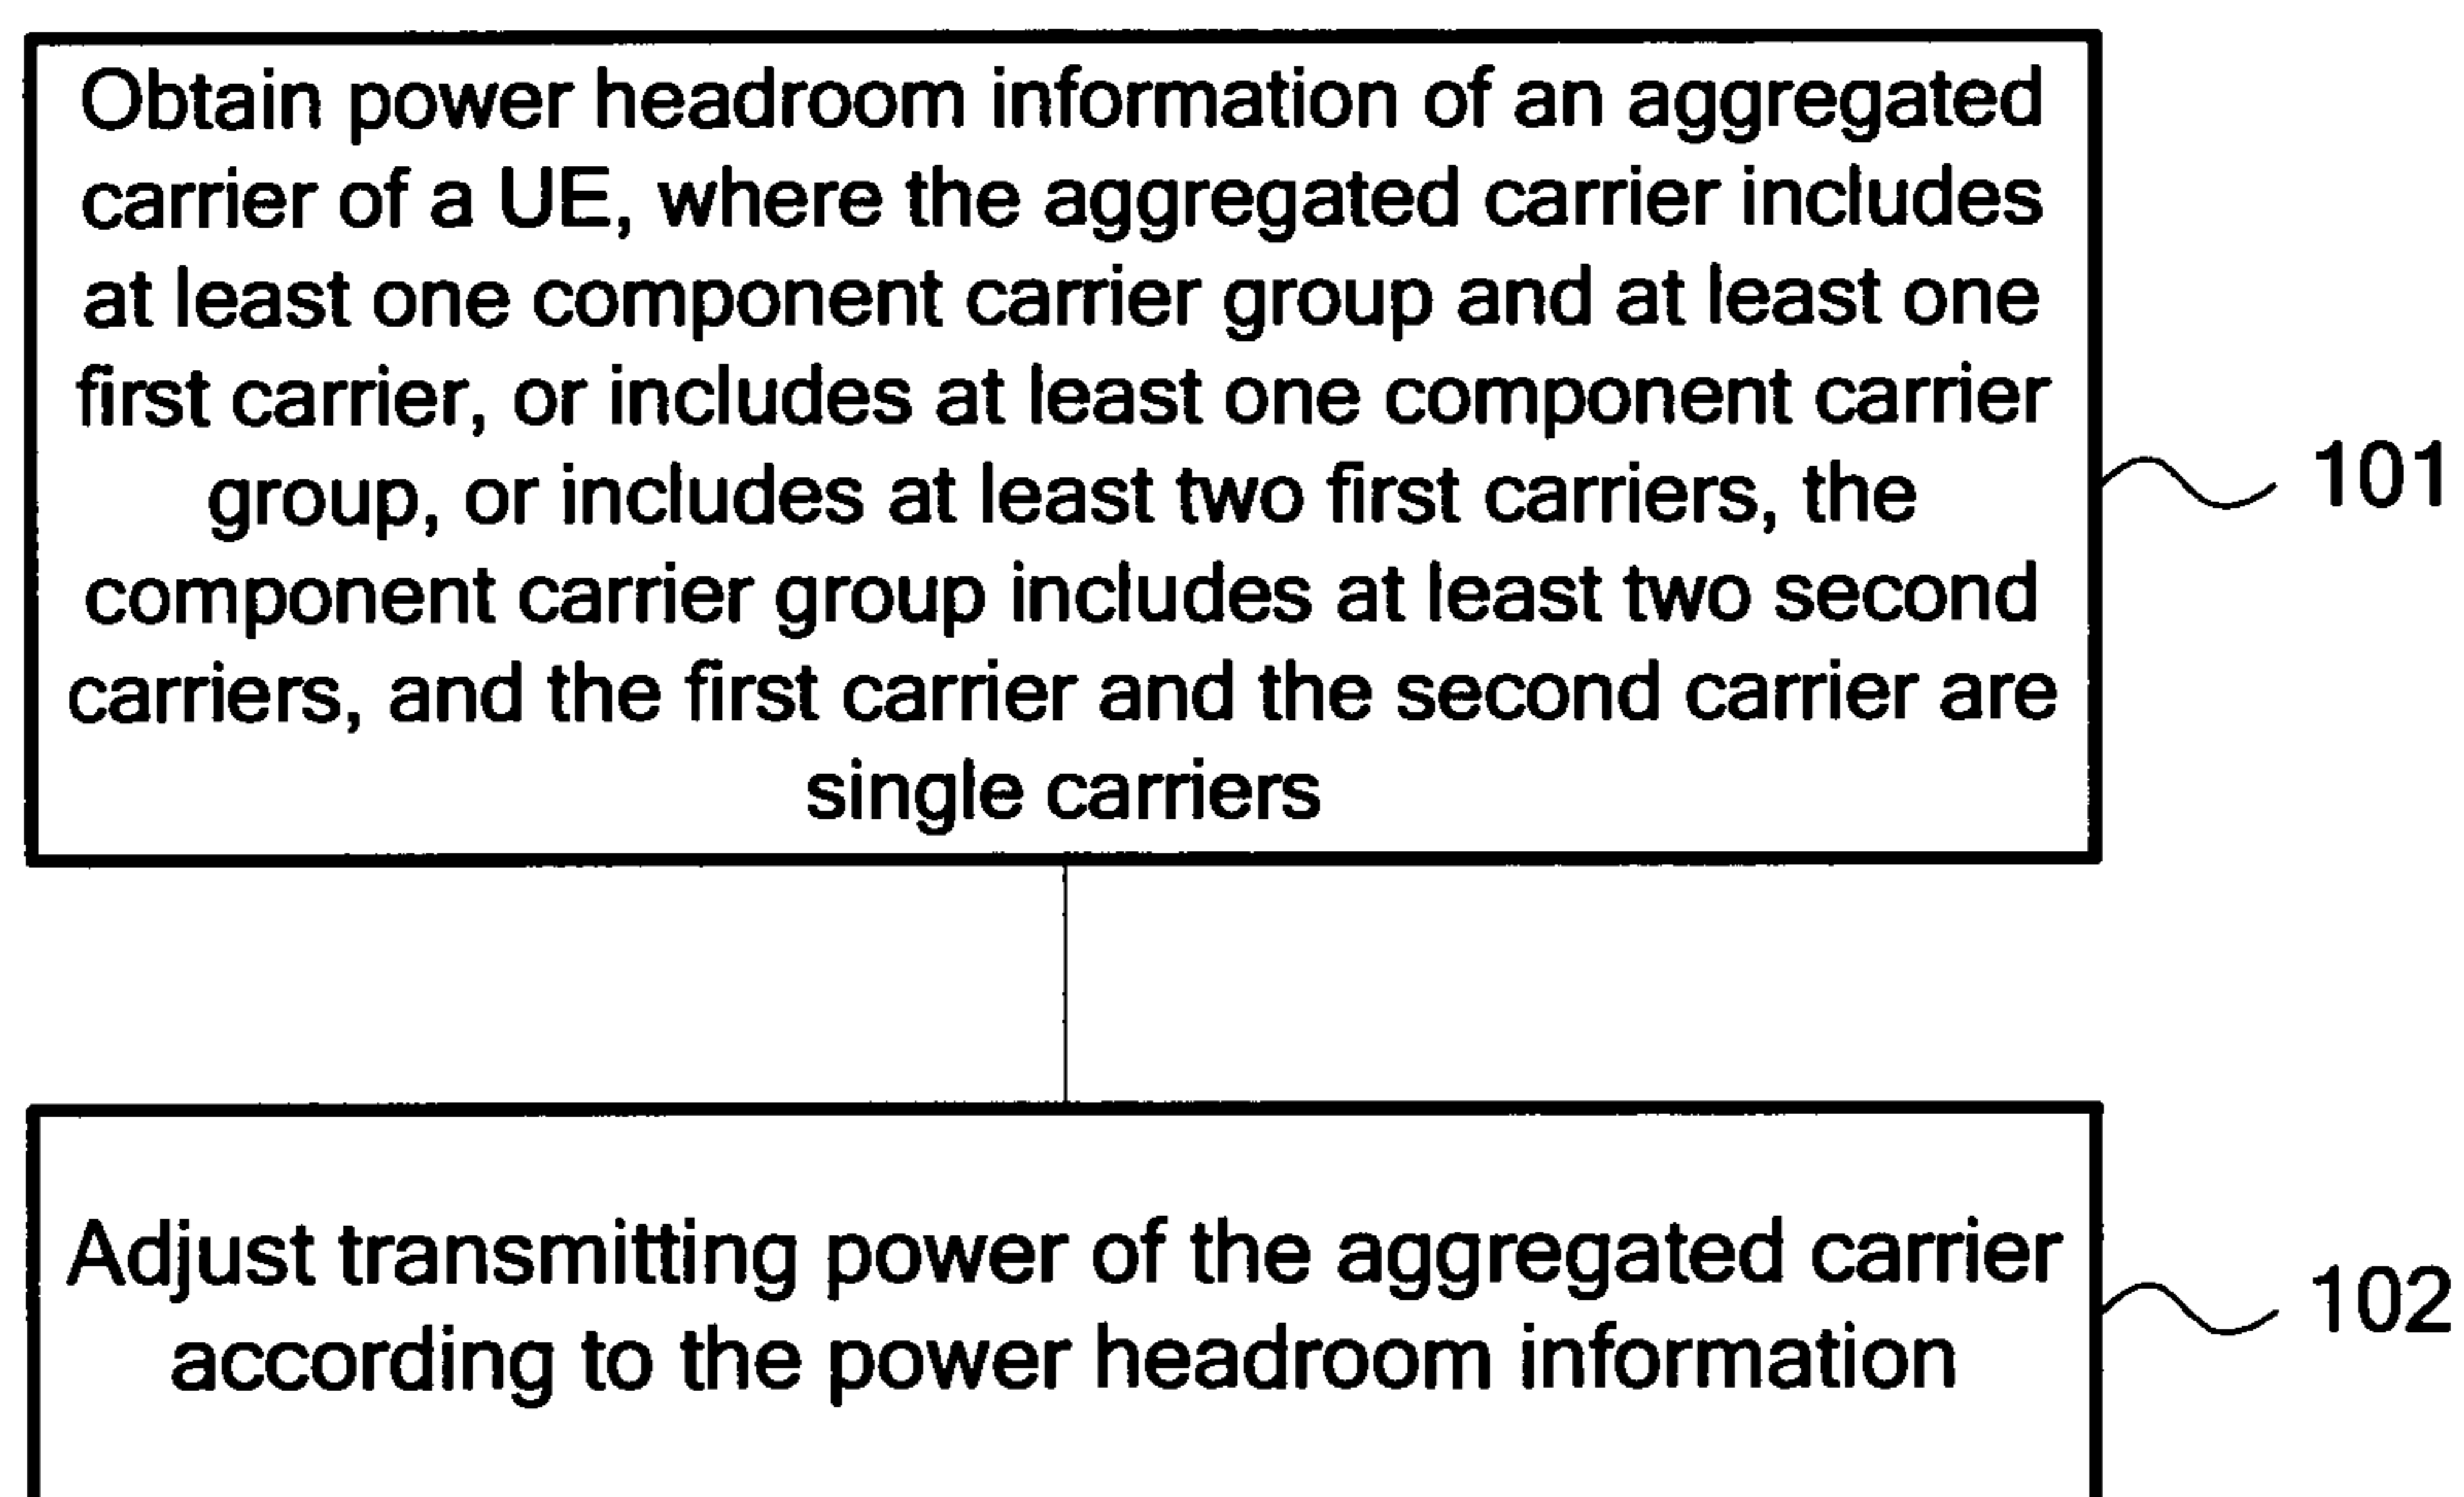 Obtain power headroom information of an aggregated
carrier of a UE, where the aggregated carrier includes
at least one component carrier group and at least one
first carrier, or includes at least one component carrier
group, or includes at least two first carriers, the
component carrier group includes at least two second
carriers, and the first carrier and the second carrier are
single carriers
101
Adjust transmitting power of the aggregated carrier
according to the power headroom information
102